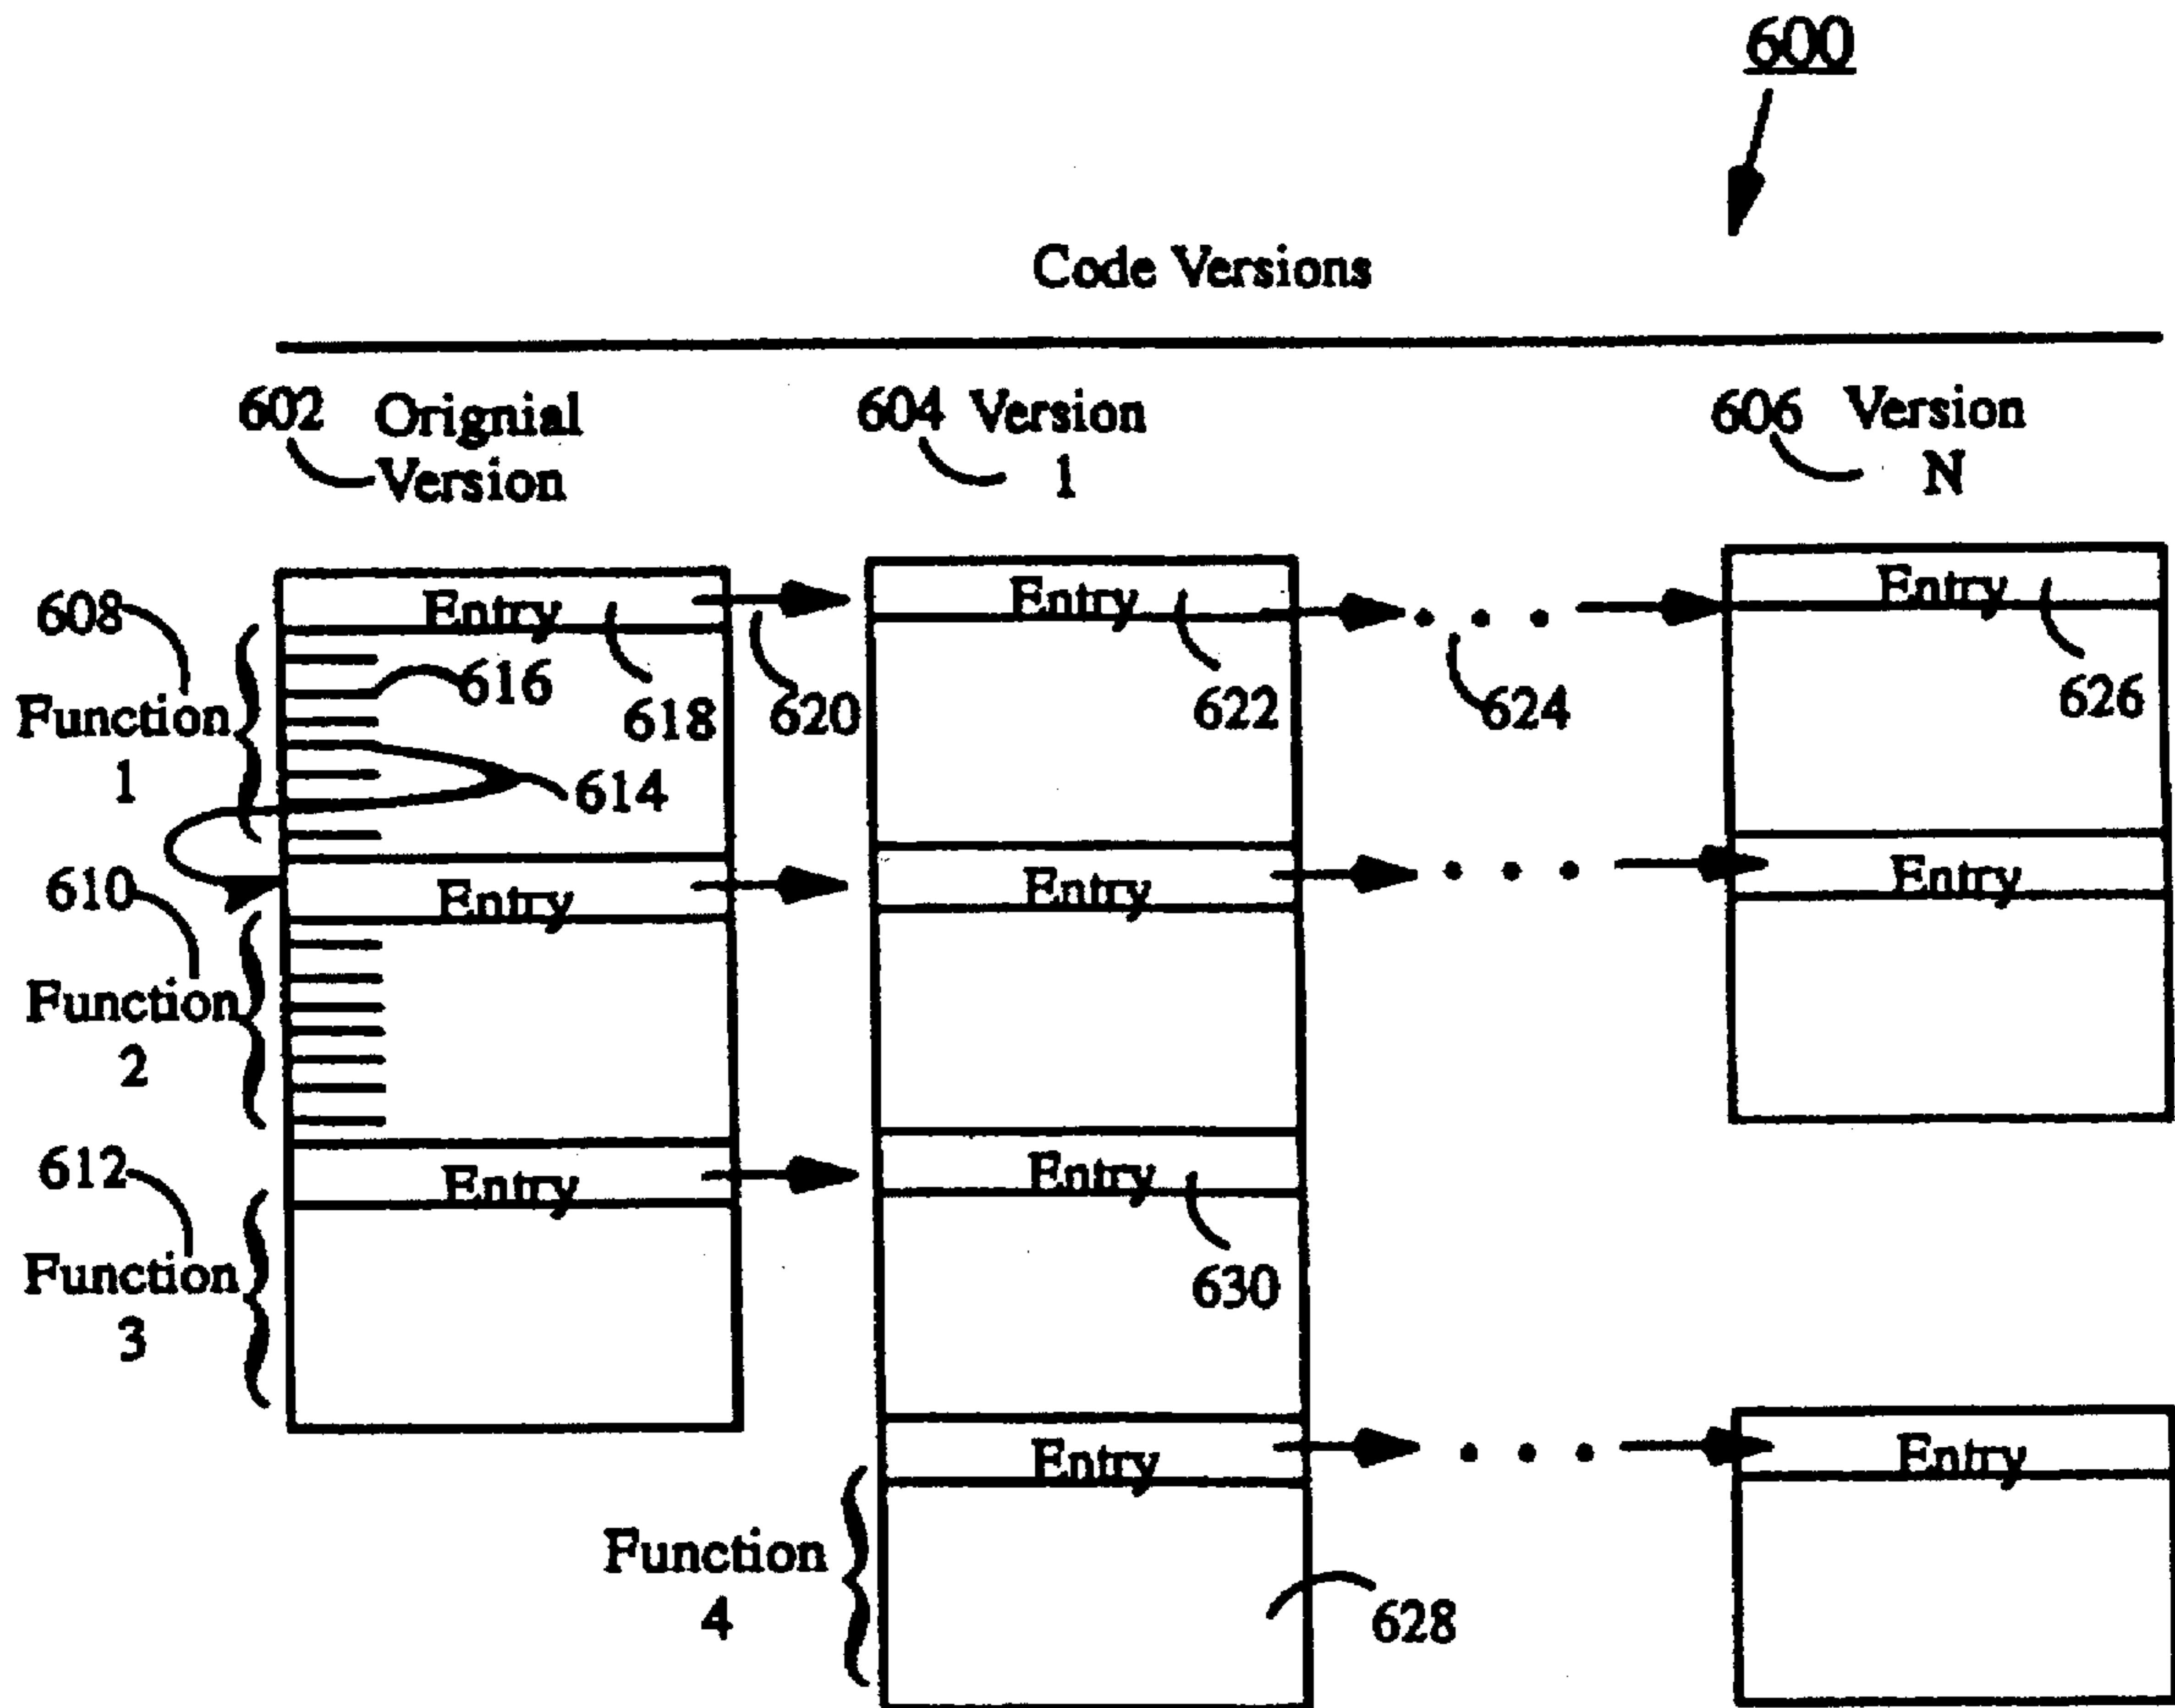 600
Code Versions
602 Orignial
Version
604 Version
1
606 Version
N
608
Function
1
Entry
616
618
620
614
Entry
622
624
Entry
626
610
Function
2
Entry
Entry
Entry
612
Function
3
Entry
Entry
630
Function
4
Entry
628
Entry